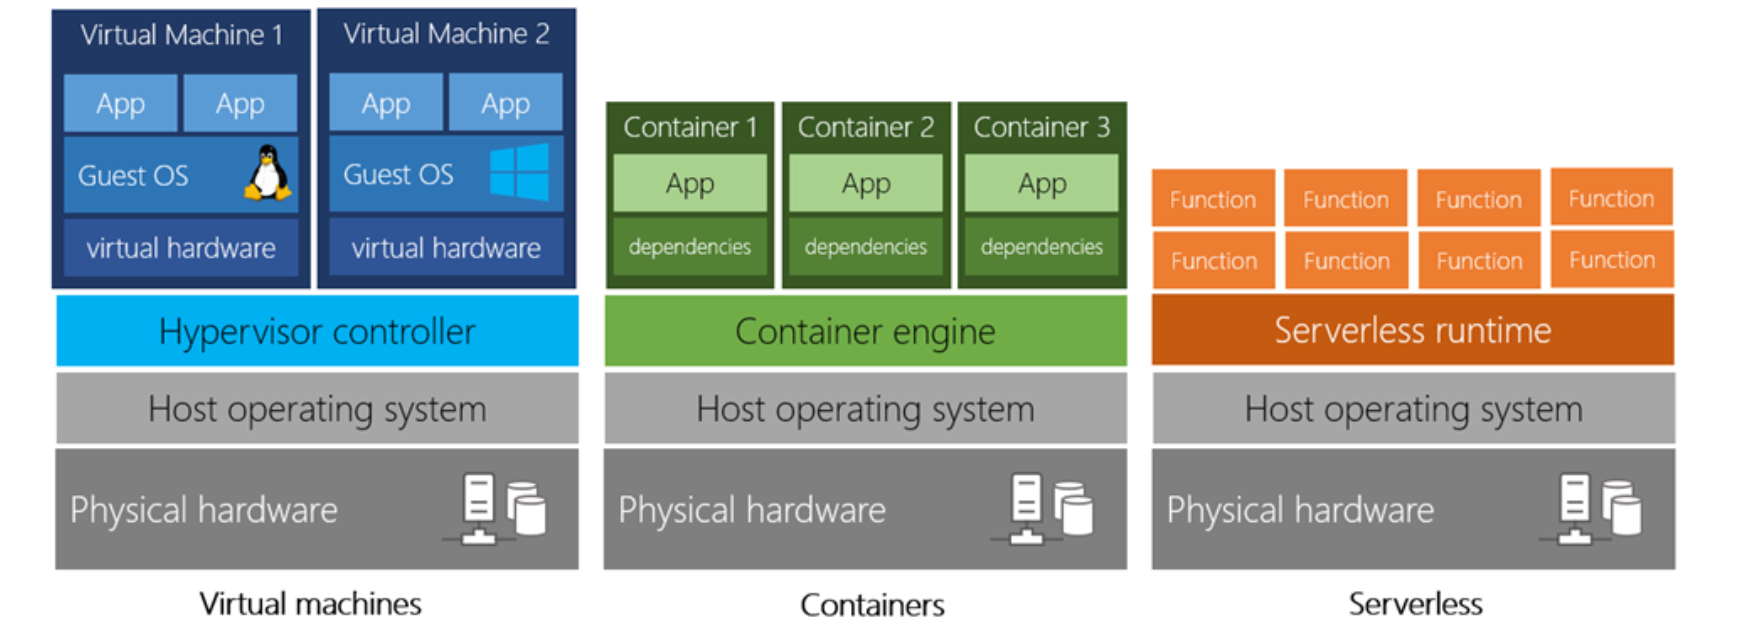 Virtual Machine 1
App
App
Guest OS
virtual hardware
Virtual Machine 2
App
App
Guest OS
virtual hardware
Hypervisor controller
Host operating system
Physical hardware
Virtual machines
Container 1
App
dependencies
Container 2
App
dependencies
Container 3
App
dependencies
Container engine
Host operating system
Physical hardware
Containers
Function
Function
Function
Function
Function
Function
Function
Function
Serverless runtime
Host operating system
Physical hardware
Serverless